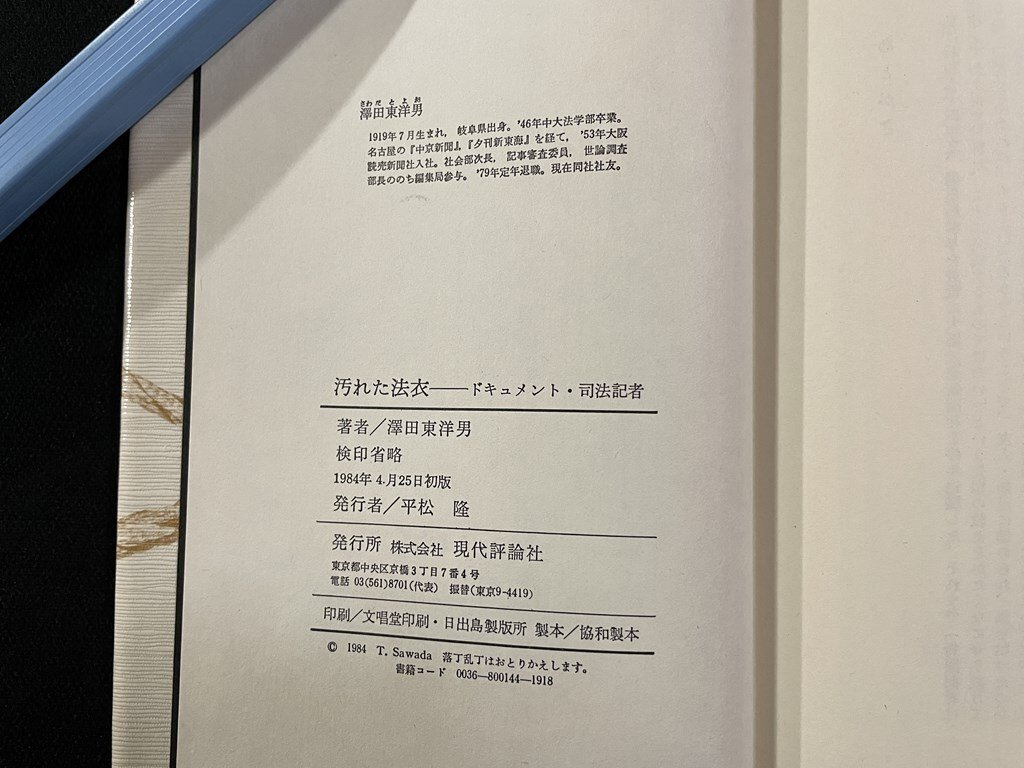 さわ だ と よ お
澤田東洋男
1919年7月生まれ，岐阜県出身。'46年中大法学部卒業。
名古屋の『中京新聞』，『夕刊新東海』を経て，'53年大阪
読売新聞社入社。社会部次長，記事審査委員，世論調査
部長ののち編集局参与。'79年定年退職。現在同社社友。
汚れた法衣――ドキュメント・司法記者
著者／澤田東洋男
検印省略
1984年4月25日初版
発行者／平松 隆
発行所 株式会社 現代評論社
東京都中央区京橋3丁目7番4号
電話 03(561)8701(代表) 振替(東京9-4419)
印刷／文唱堂印刷・日出島製版所 製本／協和製本
© 1984 T. Sawada 落丁乱丁はおとりかえします。
書籍コード 0036―800144―1918